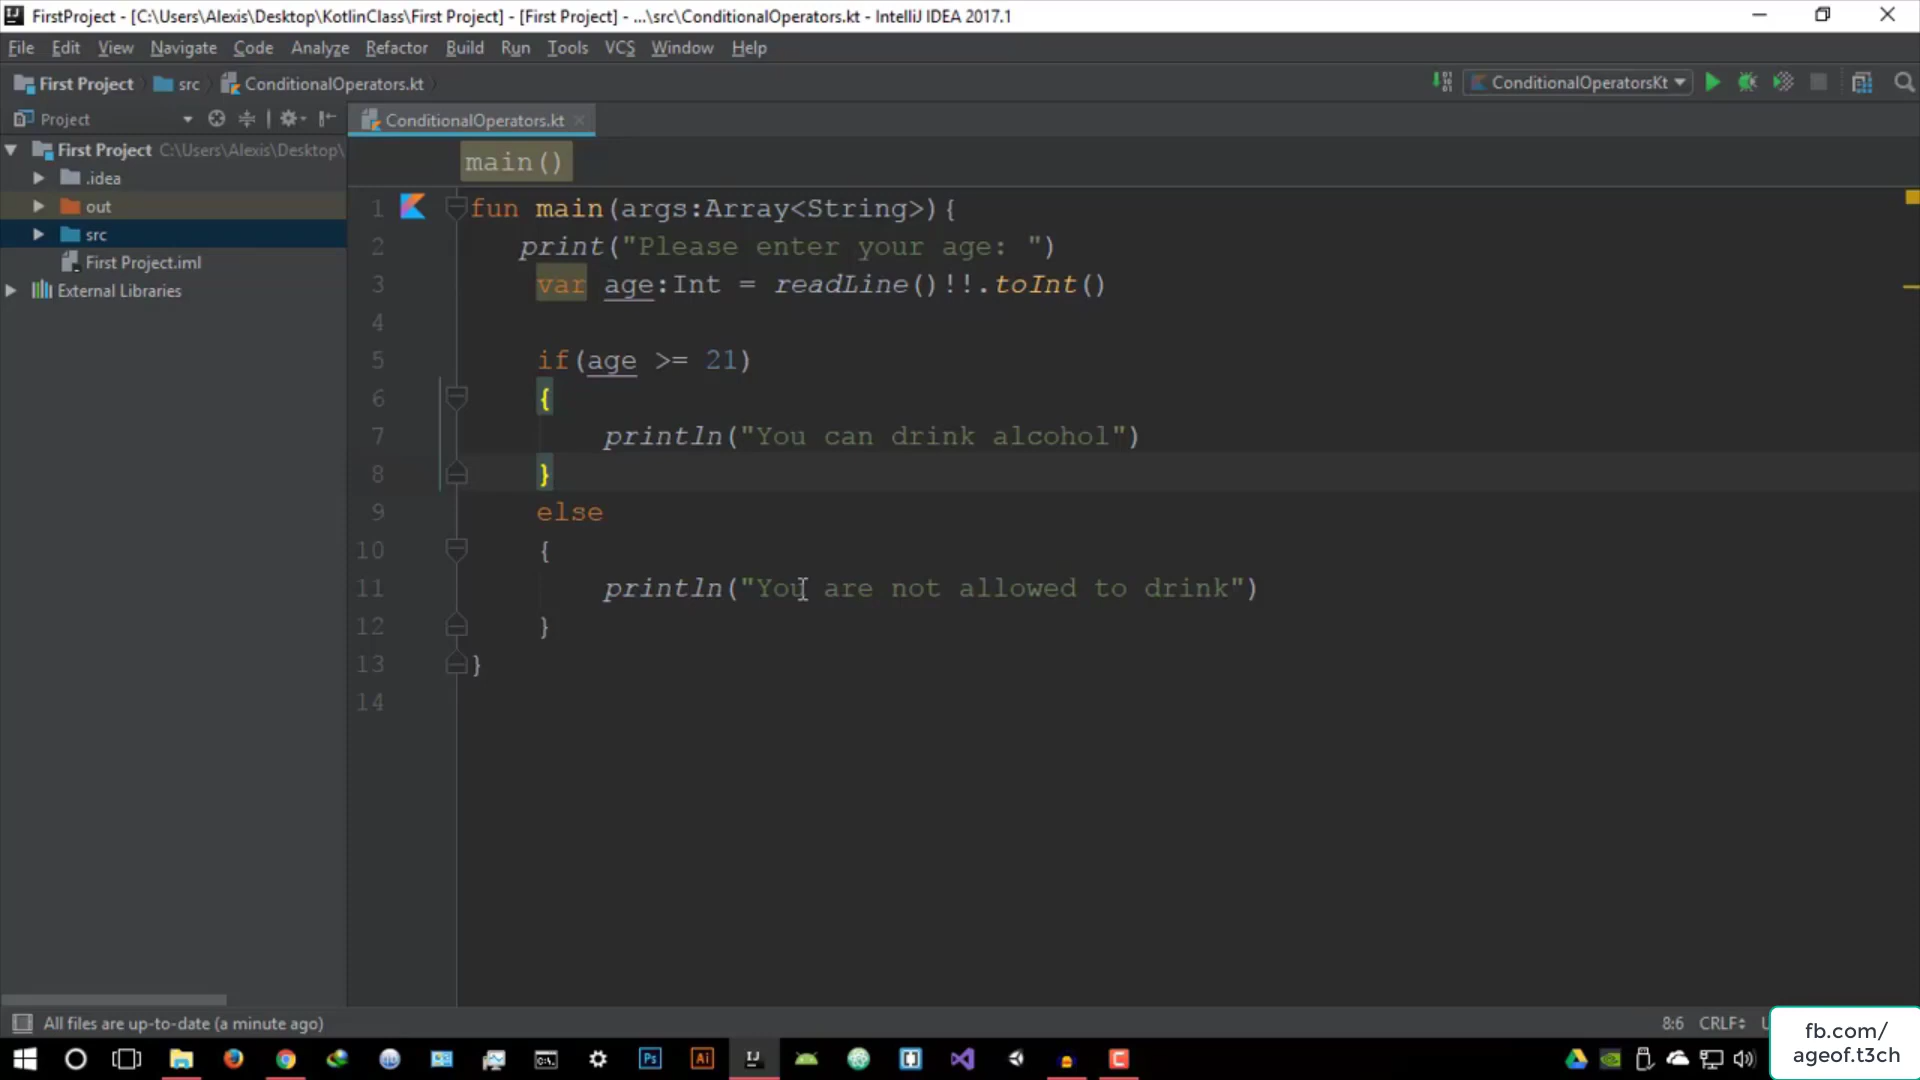 FirstProject - [C:\Users\Alexis\Desktop\KotlinClass\First Project] - [First Project] - ...\src\ConditionalOperators.kt - IntelliJ IDEA 2017.1
File Edit View Navigate Code Analyze Refactor Build Run Tools VCS Window Help
First Project src ConditionalOperators.kt ConditionalOperatorsKt
Project ConditionalOperators.kt
First Project C:\Users\Alexis\Desktop\
.idea
out
src
First Project.iml
External Libraries
main()
1 fun main(args:Array<String>){
2 print("Please enter your age: ")
3 var age:Int = readLine()!!.toInt()
4
5 if(age >= 21)
6 {
7 println("You can drink alcohol")
8 }
9 else
10 {
11 println("You are not allowed to drink")
12 }
13 }
14
All files are up-to-date (a minute ago) 8:6 CRLF
fb.com/
ageof.t3ch
Ps Ai